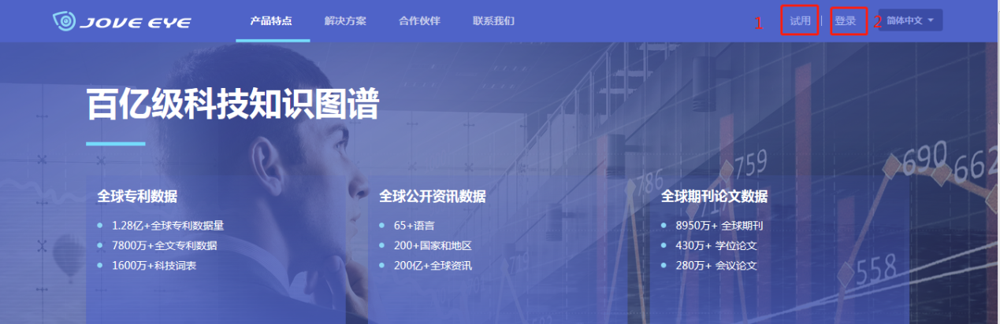 JOVE EYE 产品特点 解决方案 合作伙伴 联系我们 1 试用 | 登录 2 简体中文
百亿级科技知识图谱
全球专利数据 全球公开资讯数据 全球期刊论文数据
1.28亿+全球专利数据量 65+语言 8950万+ 全球期刊
7800万+全文专利数据 200+国家和地区 430万+ 学位论文
1600万+科技词表 200亿+全球资讯 280万+ 会议论文
786
717
759
690
662
558